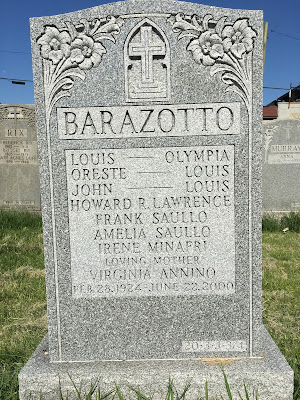 BARAZOTTO
LOUIS — OLYMPIA
ORESTE — LOUIS
JOHN — LOUIS
HOWARD R. LAWRENCE
FRANK SAULLO
AMELIA SAULLO
IRENE MINAFRI
LOVING MOTHER
VIRGINIA ANNINO
FEB. 28, 1924 - JUNE 22, 2000
RIX
MURRAY